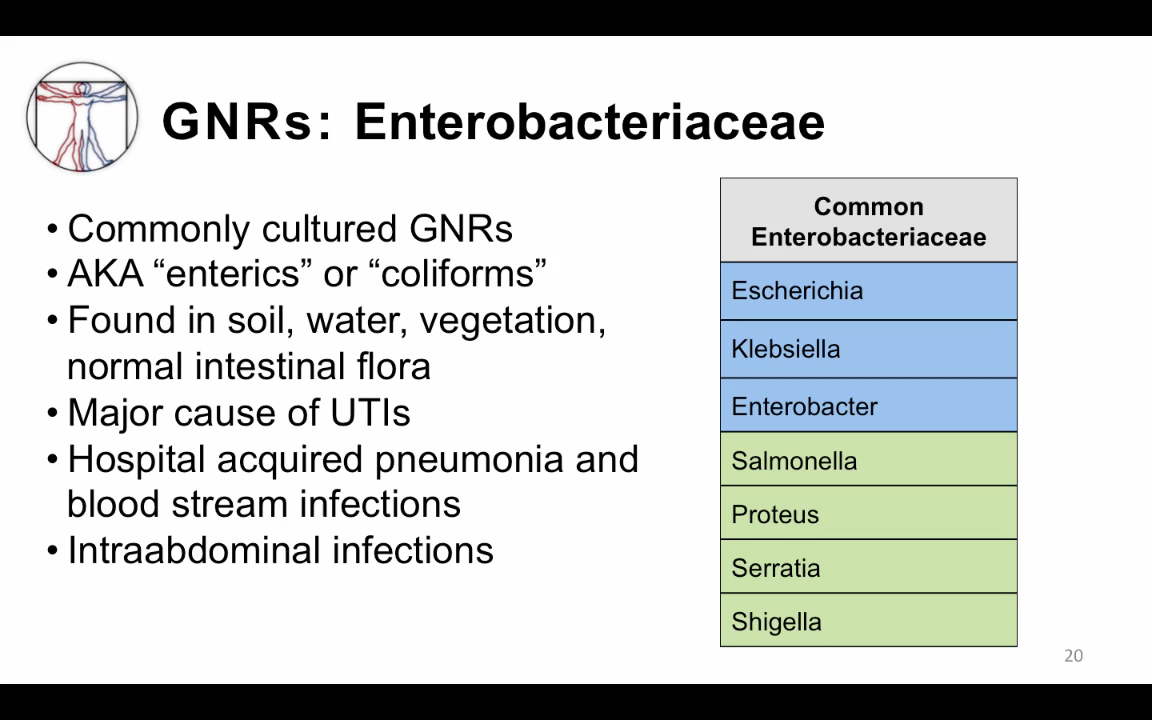 GNRs: Enterobacteriaceae
• Commonly cultured GNRs
• AKA “enterics” or “coliforms”
• Found in soil, water, vegetation,
normal intestinal flora
• Major cause of UTIs
• Hospital acquired pneumonia and
blood stream infections
• Intraabdominal infections
Common
Enterobacteriaceae
Escherichia
Klebsiella
Enterobacter
Salmonella
Proteus
Serratia
Shigella
20